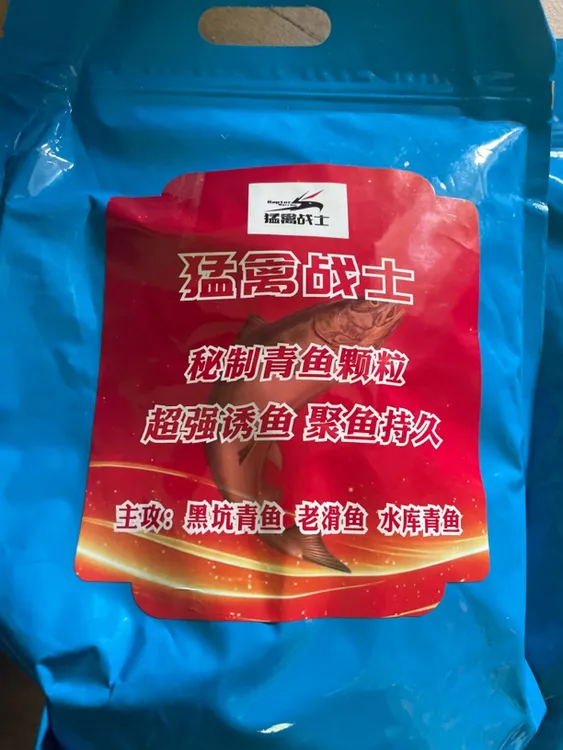 Raptor
猛禽战士
猛禽战士
秘制青鱼颗粒
超强诱鱼 聚鱼持久
主攻：黑坑青鱼 老滑鱼 水库青鱼